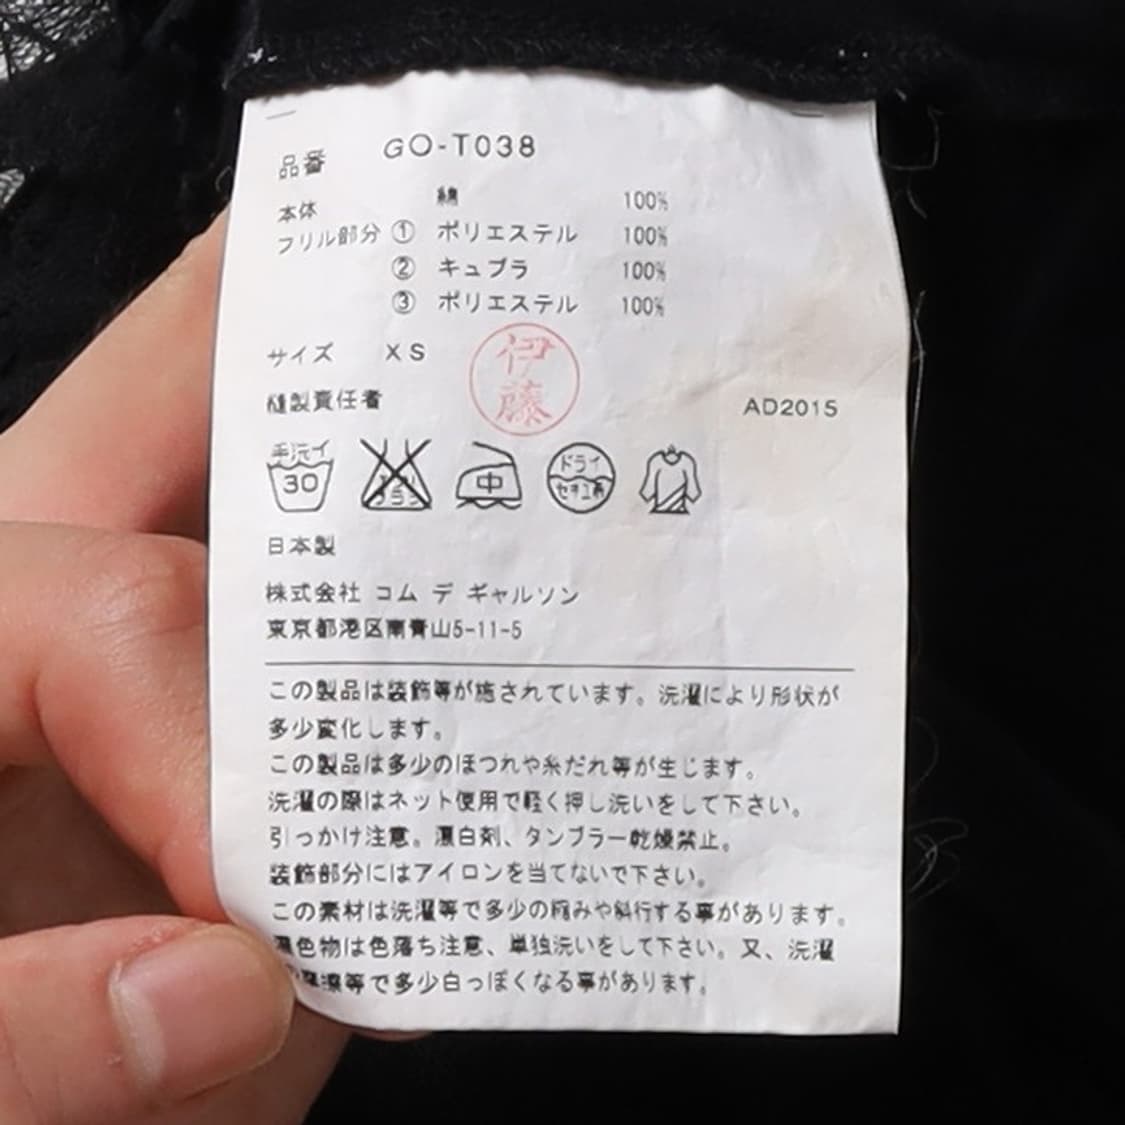 品番 GO-T038
本体 綿 100%
フリル部分 ① ポリエステル 100%
② キュプラ 100%
③ ポリエステル 100%
サイズ XS
伊藤
縫製責任者
AD2015
手洗イ 30
エンソサラシ
中
ドライ セキユ系
日本製
株式会社 コム デ ギャルソン
東京都港区南青山5-11-5
この製品は装飾等が施されています。洗濯により形状が
多少変化します。
この製品は多少のほつれや糸だれ等が生じます。
洗濯の際はネット使用で軽く押し洗いをして下さい。
引っかけ注意。漂白剤、タンブラー乾燥禁止。
装飾部分にはアイロンを当てないで下さい。
この素材は洗濯等で多少の縮みや斜行する事があります。
濃色物は色落ち注意、単独洗いをして下さい。又、洗濯
摩擦等で多少白っぽくなる事があります。